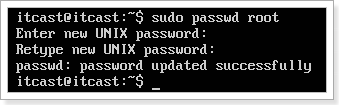 itcast@itcast:~$ sudo passwd root
Enter new UNIX password:
Retype new UNIX password:
passwd: password updated successfully
itcast@itcast:~$ _